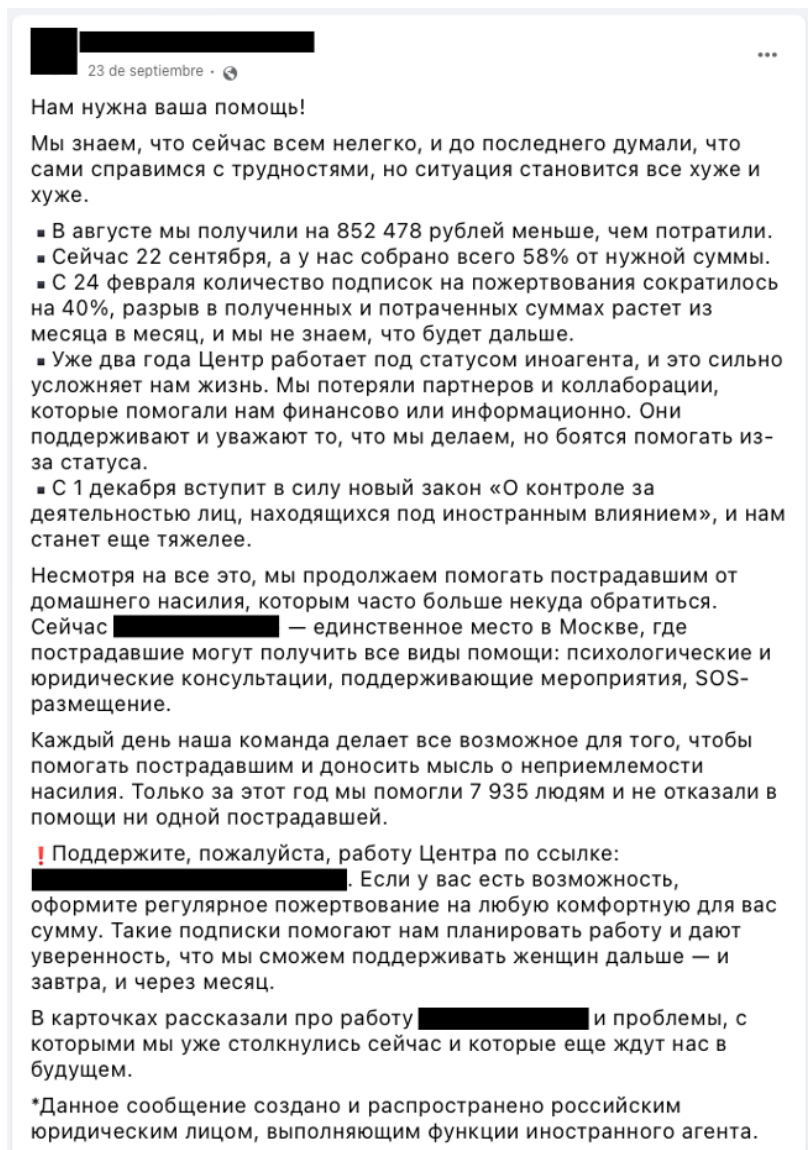 23 de septiembre ·
Нам нужна ваша помощь!
Мы знаем, что сейчас всем нелегко, и до последнего думали, что
сами справимся с трудностями, но ситуация становится все хуже и
хуже.
▪ В августе мы получили на 852 478 рублей меньше, чем потратили.
▪ Сейчас 22 сентября, а у нас собрано всего 58% от нужной суммы.
▪ С 24 февраля количество подписок на пожертвования сократилось
на 40%, разрыв в полученных и потраченных суммах растет из
месяца в месяц, и мы не знаем, что будет дальше.
▪ Уже два года Центр работает под статусом иноагента, и это сильно
усложняет нам жизнь. Мы потеряли партнеров и коллаборации,
которые помогали нам финансово или информационно. Они
поддерживают и уважают то, что мы делаем, но боятся помогать из-
за статуса.
▪ С 1 декабря вступит в силу новый закон «О контроле за
деятельностью лиц, находящихся под иностранным влиянием», и нам
станет еще тяжелее.
Несмотря на все это, мы продолжаем помогать пострадавшим от
домашнего насилия, которым часто больше некуда обратиться.
Сейчас — единственное место в Москве, где
пострадавшие могут получить все виды помощи: психологические и
юридические консультации, поддерживающие мероприятия, SOS-
размещение.
Каждый день наша команда делает все возможное для того, чтобы
помогать пострадавшим и доносить мысль о неприемлемости
насилия. Только за этот год мы помогли 7 935 людям и не отказали в
помощи ни одной пострадавшей.
❗Поддержите, пожалуйста, работу Центра по ссылке:
. Если у вас есть возможность,
оформите регулярное пожертвование на любую комфортную для вас
сумму. Такие подписки помогают нам планировать работу и дают
уверенность, что мы сможем поддерживать женщин дальше — и
завтра, и через месяц.
В карточках рассказали про работу и проблемы, с
которыми мы уже столкнулись сейчас и которые еще ждут нас в
будущем.
*Данное сообщение создано и распространено российским
юридическим лицом, выполняющим функции иностранного агента.